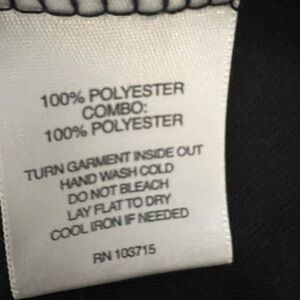 100% POLYESTER
COMBO:
100% POLYESTER
TURN GARMENT INSIDE OUT
HAND WASH COLD
DO NOT BLEACH
LAY FLAT TO DRY
COOL IRON IF NEEDED
RN 103715